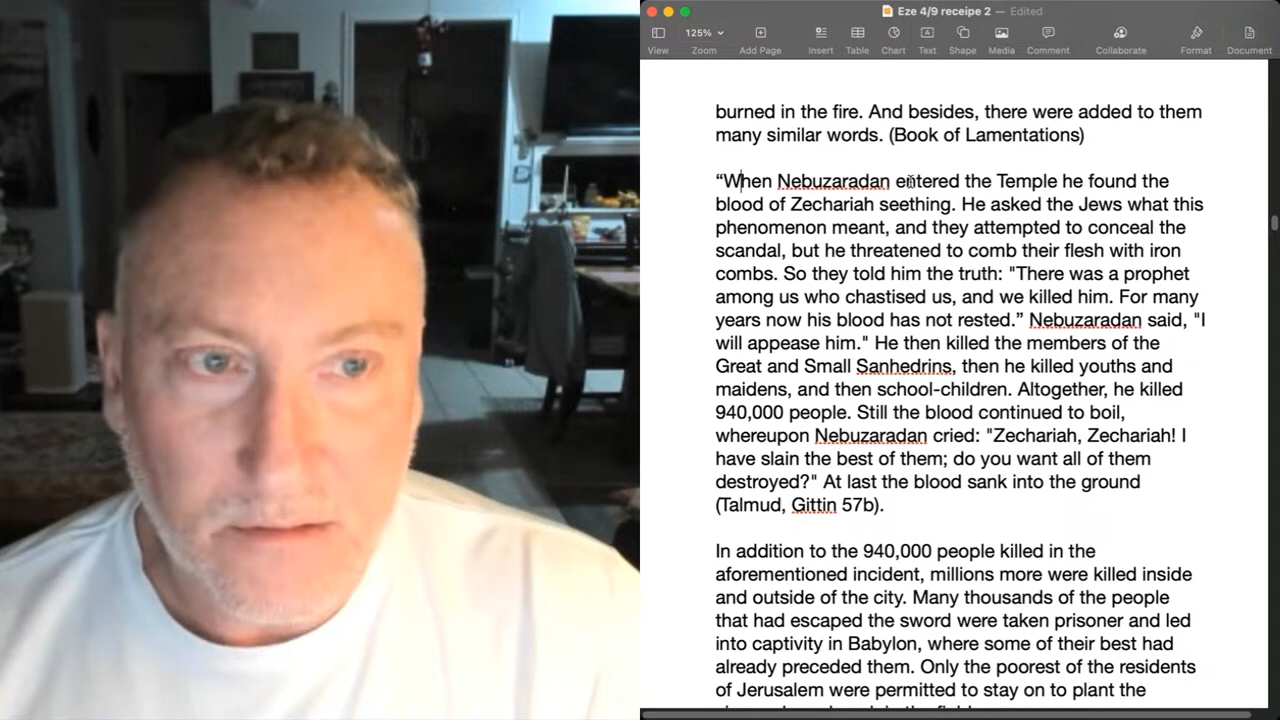 Eze 4/9 receipe 2 — Edited
125%
View Zoom Add Page Insert Table Chart Text Shape Media Comment Collaborate Format Document
burned in the fire. And besides, there were added to them
many similar words. (Book of Lamentations)
“When Nebuzaradan entered the Temple he found the
blood of Zechariah seething. He asked the Jews what this
phenomenon meant, and they attempted to conceal the
scandal, but he threatened to comb their flesh with iron
combs. So they told him the truth: "There was a prophet
among us who chastised us, and we killed him. For many
years now his blood has not rested.” Nebuzaradan said, "I
will appease him." He then killed the members of the
Great and Small Sanhedrins, then he killed youths and
maidens, and then school-children. Altogether, he killed
940,000 people. Still the blood continued to boil,
whereupon Nebuzaradan cried: "Zechariah, Zechariah! I
have slain the best of them; do you want all of them
destroyed?" At last the blood sank into the ground
(Talmud, Gittin 57b).
In addition to the 940,000 people killed in the
aforementioned incident, millions more were killed inside
and outside of the city. Many thousands of the people
that had escaped the sword were taken prisoner and led
into captivity in Babylon, where some of their best had
already preceded them. Only the poorest of the residents
of Jerusalem were permitted to stay on to plant the